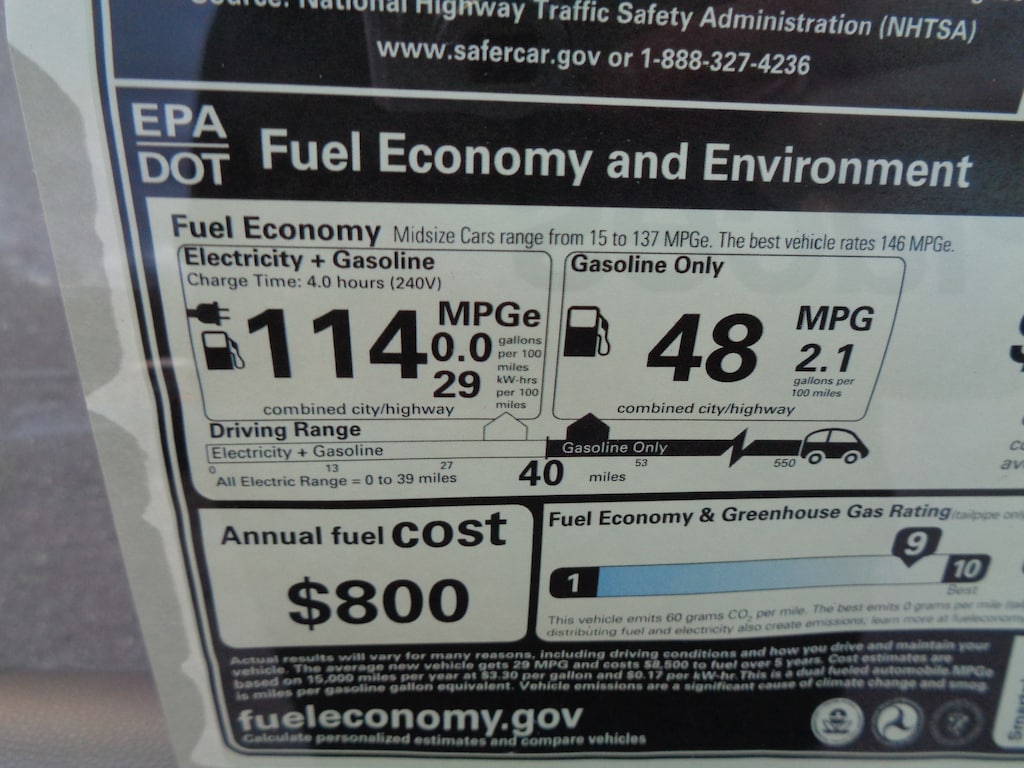 Source: National Highway Traffic Safety Administration (NHTSA)
www.safercar.gov or 1-888-327-4236
EPA
DOT
Fuel Economy and Environment
Fuel Economy Midsize Cars range from 15 to 137 MPGe. The best vehicle rates 146 MPGe.
Electricity + Gasoline
Charge Time: 4.0 hours (240V)
114 MPGe
0.0 gallons per 100 miles
29 kW-hrs per 100 miles
combined city/highway
Gasoline Only
48 MPG
2.1
gallons per
100 miles
combined city/highway
Driving Range
Electricity + Gasoline
Gasoline Only
0 13 27 40 miles 53 550
All Electric Range = 0 to 39 miles
Annual fuel cost
$800
Fuel Economy & Greenhouse Gas Rating (tailpipe only
1 9 10
Best
This vehicle emits 60 grams CO₂ per mile. The best emits 0 grams per mile
distributing fuel and electricity also create emissions, learn more at
Actual results will vary for many reasons, including driving conditions and how you drive and maintain your
vehicle. The average new vehicle gets 29 MPG and costs $8,500 to fuel over 5 years. Cost estimates are
based on 15,000 miles per year at $3.30 per gallon and $0.17 per kW-hr. This is a dual fueled automobile. MPGe
is miles per gasoline gallon equivalent. Vehicle emissions are a significant cause of climate change and smog.
fueleconomy.gov
Calculate personalized estimates and compare vehicles